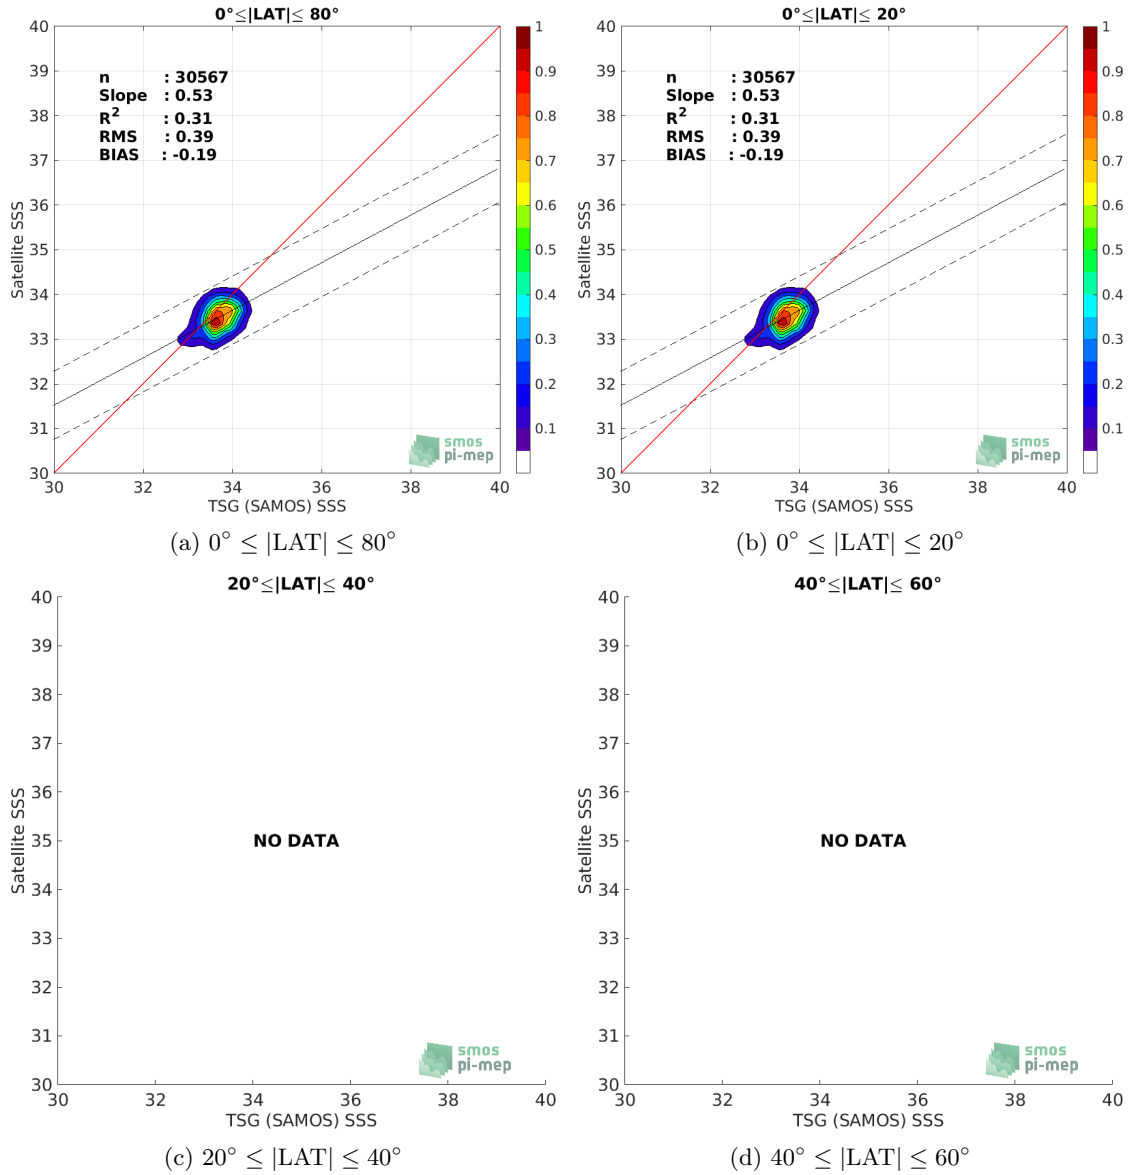 0°≤|LAT|≤ 80°
n : 30567
Slope : 0.53
R² : 0.31
RMS : 0.39
BIAS : -0.19
Satellite SSS
40
39
38
37
36
35
34
33
32
31
30
30 32 34 36 38 40
TSG (SAMOS) SSS
1
0.9
0.8
0.7
0.6
0.5
0.4
0.3
0.2
0.1
smos
pi-mep
(a) 0° ≤ |LAT| ≤ 80°
0°≤|LAT|≤ 20°
n : 30567
Slope : 0.53
R² : 0.31
RMS : 0.39
BIAS : -0.19
Satellite SSS
40
39
38
37
36
35
34
33
32
31
30
30 32 34 36 38 40
TSG (SAMOS) SSS
1
0.9
0.8
0.7
0.6
0.5
0.4
0.3
0.2
0.1
smos
pi-mep
(b) 0° ≤ |LAT| ≤ 20°
20°≤|LAT|≤ 40°
Satellite SSS
40
39
38
37
36
35
34
33
32
31
30
NO DATA
30 32 34 36 38 40
TSG (SAMOS) SSS
smos
pi-mep
(c) 20° ≤ |LAT| ≤ 40°
40°≤|LAT|≤ 60°
Satellite SSS
40
39
38
37
36
35
34
33
32
31
30
NO DATA
30 32 34 36 38 40
TSG (SAMOS) SSS
smos
pi-mep
(d) 40° ≤ |LAT| ≤ 60°